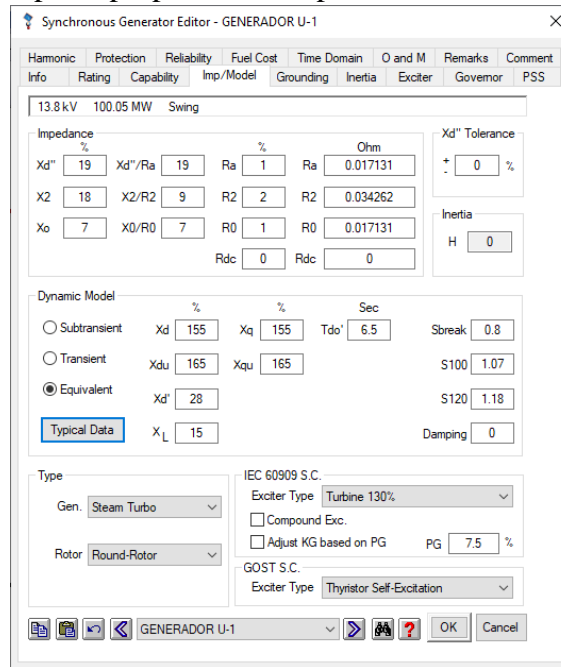 Synchronous Generator Editor - GENERADOR U-1
Harmonic Protection Reliability Fuel Cost Time Domain O and M Remarks Comment
Info Rating Capability Imp/Model Grounding Inertia Exciter Governor PSS
13.8 kV 100.05 MW Swing
Impedance Xd" Tolerance
% % Ohm
Xd" 19 Xd"/Ra 19 Ra 1 Ra 0.017131 + - 0 %
X2 18 X2/R2 9 R2 2 R2 0.034262
Inertia
Xo 7 X0/R0 7 R0 1 R0 0.017131
H 0
Rdc 0 Rdc 0
Dynamic Model
% % Sec
Subtransient Xd 155 Xq 155 Tdo' 6.5 Sbreak 0.8
Transient Xdu 165 Xqu 165 S100 1.07
Equivalent Xd' 28 S120 1.18
Typical Data XL 15 Damping 0
Type IEC 60909 S.C.
Exciter Type Turbine 130%
Gen. Steam Turbo
Compound Exc.
Adjust KG based on PG PG 7.5 %
Rotor Round-Rotor
GOST S.C.
Exciter Type Thyristor Self-Excitation
GENERADOR U-1 ? OK Cancel